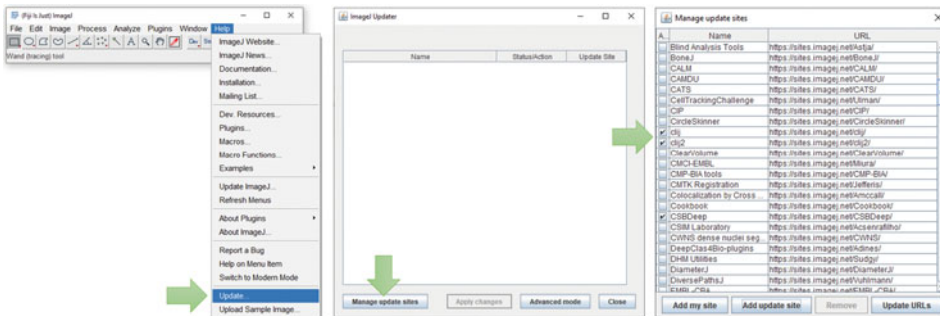 (Fiji Is Just) ImageJ
File Edit Image Process Analyze Plugins Window Help
Wand (tracing) tool
ImageJ Website...
ImageJ News...
Documentation...
Installation...
Mailing List...
Dev. Resources...
Plugins...
Macros...
Macro Functions...
Examples
Update ImageJ...
Refresh Menus
About Plugins
About ImageJ...
Report a Bug
Help on Menu Item
Switch to Modern Mode
Update...
Upload Sample Image...
ImageJ Updater
Name Status/Action Update Site
Manage update sites Apply changes Advanced mode Close
Manage update sites
A... Name URL
Blind Analysis Tools https://sites.imagej.net/Astja/
BoneJ https://sites.imagej.net/BoneJ/
CALM https://sites.imagej.net/CALM/
CAMDU https://sites.imagej.net/CAMDU/
CATS https://sites.imagej.net/CATS/
CellTrackingChallenge https://sites.imagej.net/Ulman/
CIP https://sites.imagej.net/CIP/
CircleSkinner https://sites.imagej.net/CircleSkinner/
clij https://sites.imagej.net/clij/
clij2 https://sites.imagej.net/clij2/
ClearVolume https://sites.imagej.net/ClearVolume/
CMCI-EMBL https://sites.imagej.net/Miura/
CMP-BIA tools https://sites.imagej.net/CMP-BIA/
CMTK Registration https://sites.imagej.net/Jefferis/
Colocalization by Cross ... https://sites.imagej.net/Amccall/
Cookbook https://sites.imagej.net/Cookbook/
CSBDeep https://sites.imagej.net/CSBDeep/
CSIM Laboratory https://sites.imagej.net/Acsenrafilho/
CWNS dense nuclei seg... https://sites.imagej.net/CWNS/
DeepClas4Bio-plugins https://sites.imagej.net/Adines/
DHM Utilities https://sites.imagej.net/Sudgy/
DiameterJ https://sites.imagej.net/DiameterJ/
DiversePathsJ https://sites.imagej.net/Vuhlmann/
EMBL-CBA https://sites.imagej.net/EMBL-CBA/
Add my site Add update site Remove Update URLs